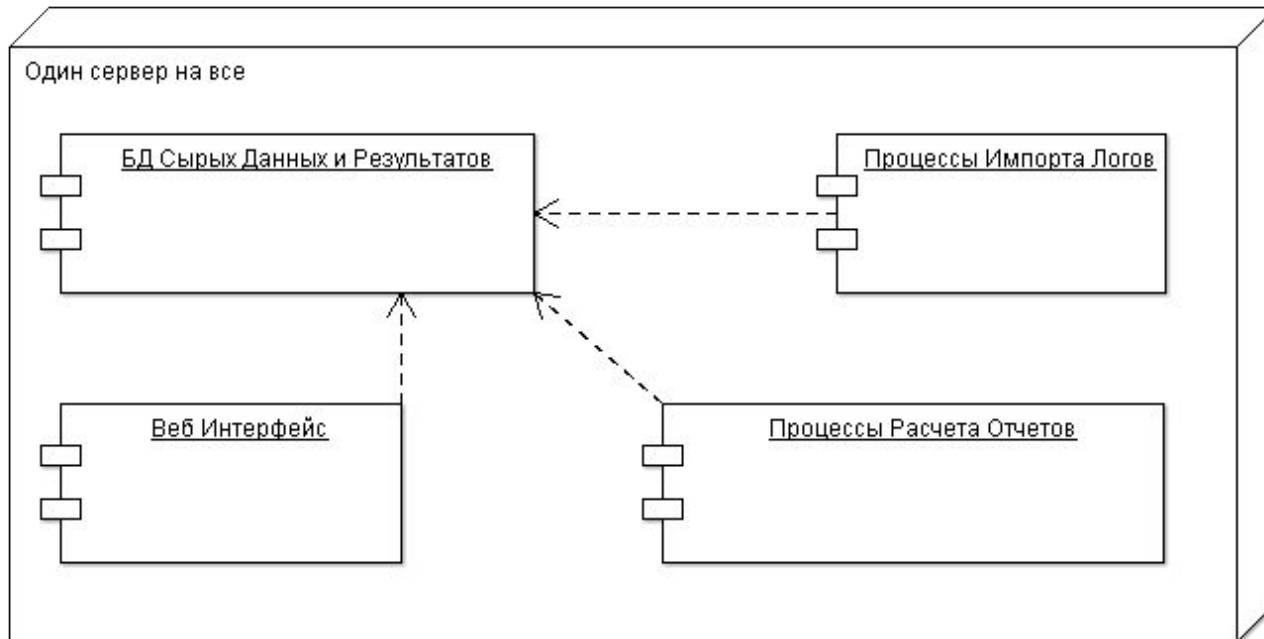 Один сервер на все
БД Сырых Данных и Результатов
Процессы Импорта Логов
Веб Интерфейс
Процессы Расчета Отчетов